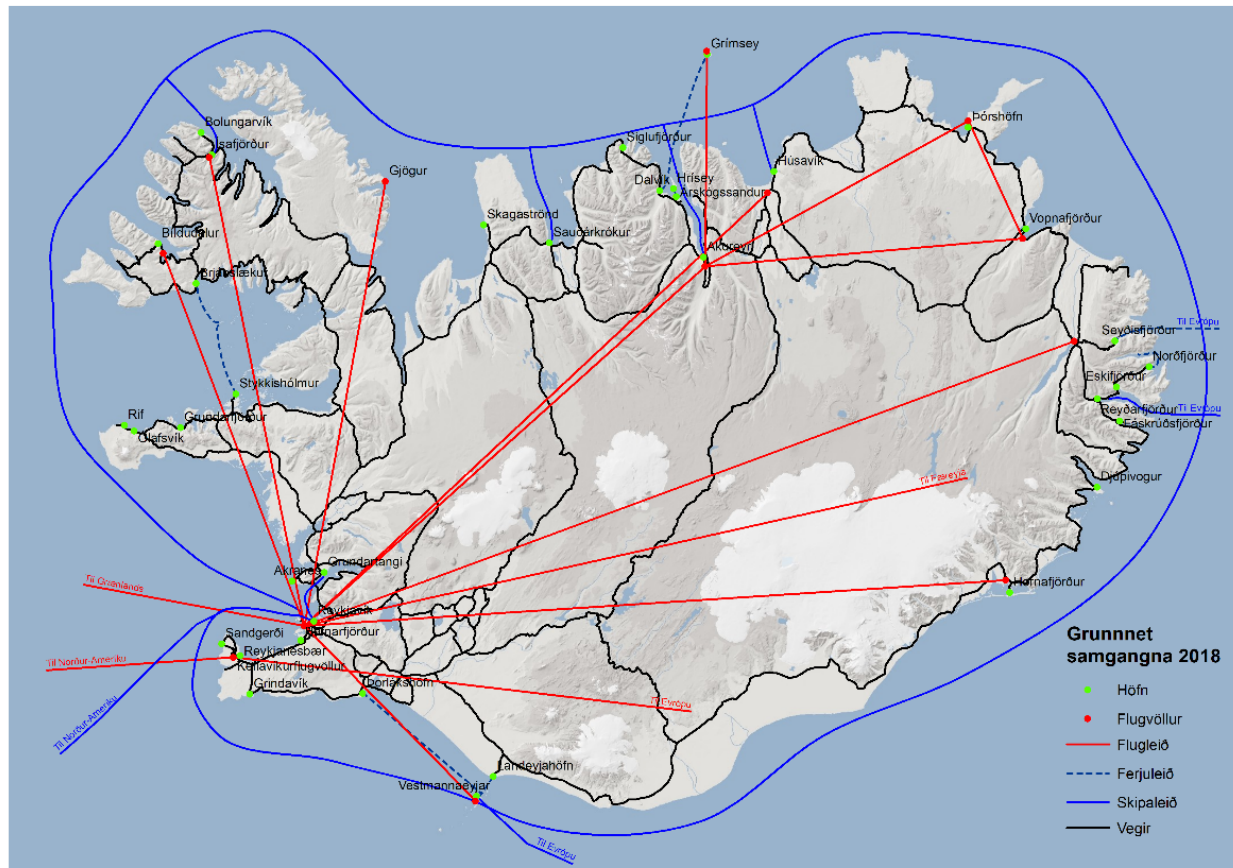 Grímsey
Bolungarvík
Ísafjörður
Siglufjörður
Þórshöfn
Húsavík
Gjögur
Dalvík
Hrísey
Árskógssandur
Skagaströnd
Vopnafjörður
Bíldudalur
Sauðárkrókur
Akureyri
Brjánslækur
Til Evrópu
Seyðisfjörður
Norðfjörður
Stykkishólmur
Eskifjörður
Rif
Grundarfjörður
Ólafsvík
Reyðarfjörður
Til Evrópu
Fáskrúðsfjörður
Til Færeyja
Djúpivogur
Grundartangi
Akranes
Til Grænlands
Hornafjörður
Reykjavík
Hafnarfjörður
Sandgerði
Reykjanesbær
Til Norður-Ameríku
Keflavíkurflugvöllur
Grindavík
Þorlákshöfn
Til Evrópu
Til Norður-Ameríku
Landeyjahöfn
Vestmannaeyjar
Til Evrópu
Grunnnet
samgangna 2018
Höfn
Flugvöllur
Flugleið
Ferjuleið
Skipaleið
Vegir